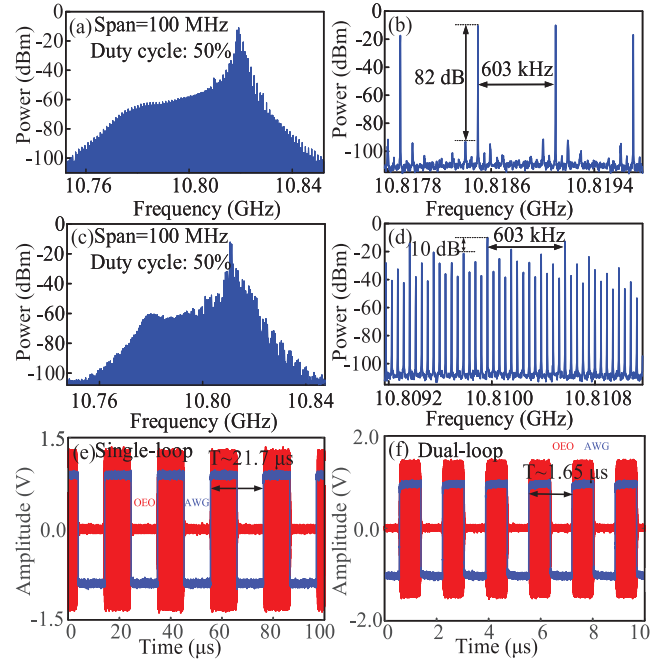 (a) Span=100 MHz
Duty cycle: 50%
Power (dBm)
0
-20
-40
-60
-80
-100
10.76 10.80 10.84
Frequency (GHz)
(b)
82 dB
603 kHz
Power (dBm)
0
-20
-40
-60
-80
-100
10.8178 10.8186 10.8194
Frequency (GHz)
(c) Span=100 MHz
Duty cycle: 50%
Power (dBm)
0
-20
-40
-60
-80
-100
10.76 10.80 10.84
Frequency (GHz)
(d)
10 dB
603 kHz
Power (dBm)
0
-20
-40
-60
-80
-100
10.8092 10.8100 10.8108
Frequency (GHz)
(e) Single-loop
T~21.7 μs
OEO AWG
Amplitude (V)
1.5
0.0
-1.5
0 20 40 60 80 100
Time (μs)
(f) Dual-loop
OEO AWG
T~1.65 μs
Amplitude (V)
2.0
0.0
-2.0
0 2 4 6 8 10
Time (μs)